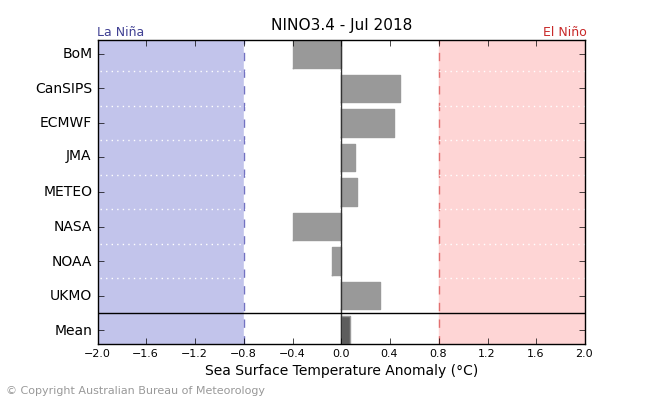 NINO3.4 - Jul 2018
La Niña
El Niño
BoM
CanSIPS
ECMWF
JMA
METEO
NASA
NOAA
UKMO
Mean
−2.0 −1.6 −1.2 −0.8 −0.4 0.0 0.4 0.8 1.2 1.6 2.0
Sea Surface Temperature Anomaly (°C)
© Copyright Australian Bureau of Meteorology